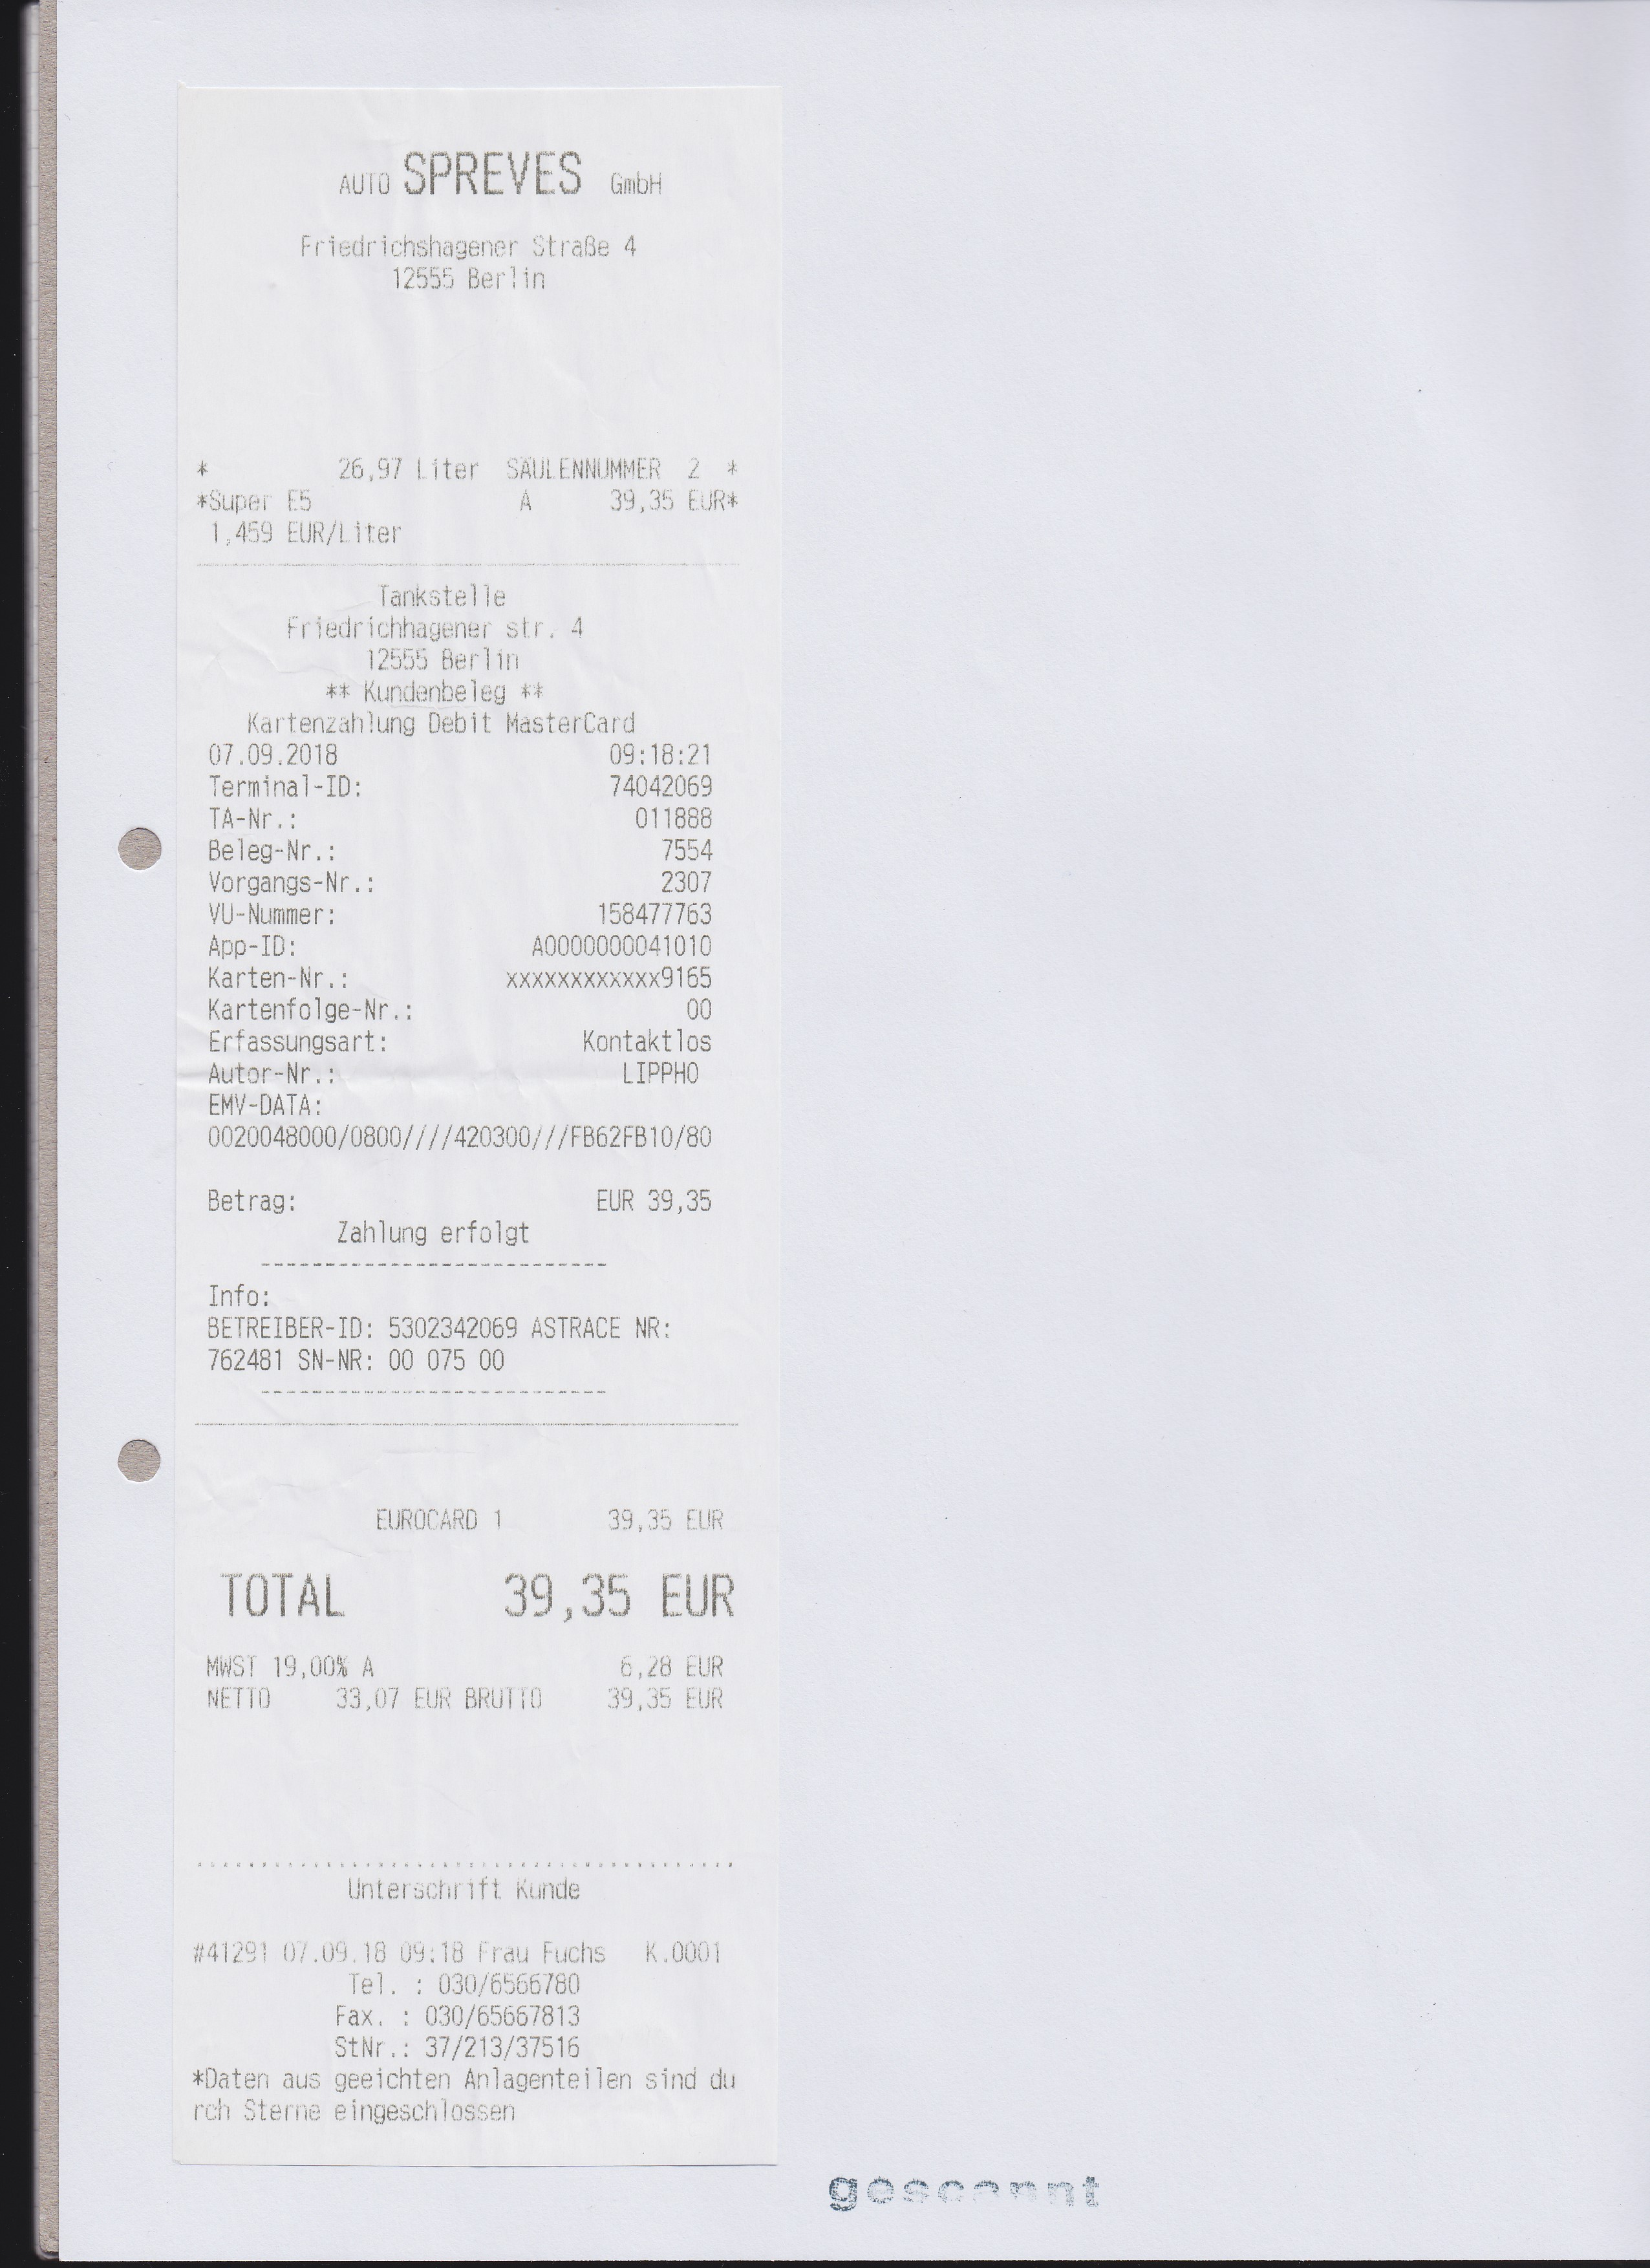 AUTO SPREVES GmbH
Friedrichshagener Straße 4
12555 Berlin
* 26,97 Liter SÄULENNUMMER 2 *
*Super E5 A 39,35 EUR*
1,459 EUR/Liter
Tankstelle
Friedrichhagener str. 4
12555 Berlin
** Kundenbeleg **
Kartenzahlung Debit MasterCard
07.09.2018 09:18:21
Terminal-ID: 74042069
TA-Nr.: 011888
Beleg-Nr.: 7554
Vorgangs-Nr.: 2307
VU-Nummer: 158477763
App-ID: A0000000041010
Karten-Nr.: xxxxxxxxxxxx9165
Kartenfolge-Nr.: 00
Erfassungsart: Kontaktlos
Autor-Nr.: LIPPHO
EMV-DATA:
0020048000/0800////420300///FB62FB10/80
Betrag: EUR 39,35
Zahlung erfolgt
---------------------------
Info:
BETREIBER-ID: 5302342069 ASTRACE NR:
762481 SN-NR: 00 075 00
---------------------------
EUROCARD 1 39,35 EUR
TOTAL 39,35 EUR
MWST 19,00% A 6,28 EUR
NETTO 33,07 EUR BRUTTO 39,35 EUR
Unterschrift Kunde
#41291 07.09.18 09:18 Frau Fuchs K.0001
Tel. : 030/6566780
Fax. : 030/65667813
StNr.: 37/213/37516
*Daten aus geeichten Anlagenteilen sind du
rch Sterne eingeschlossen
gescannt